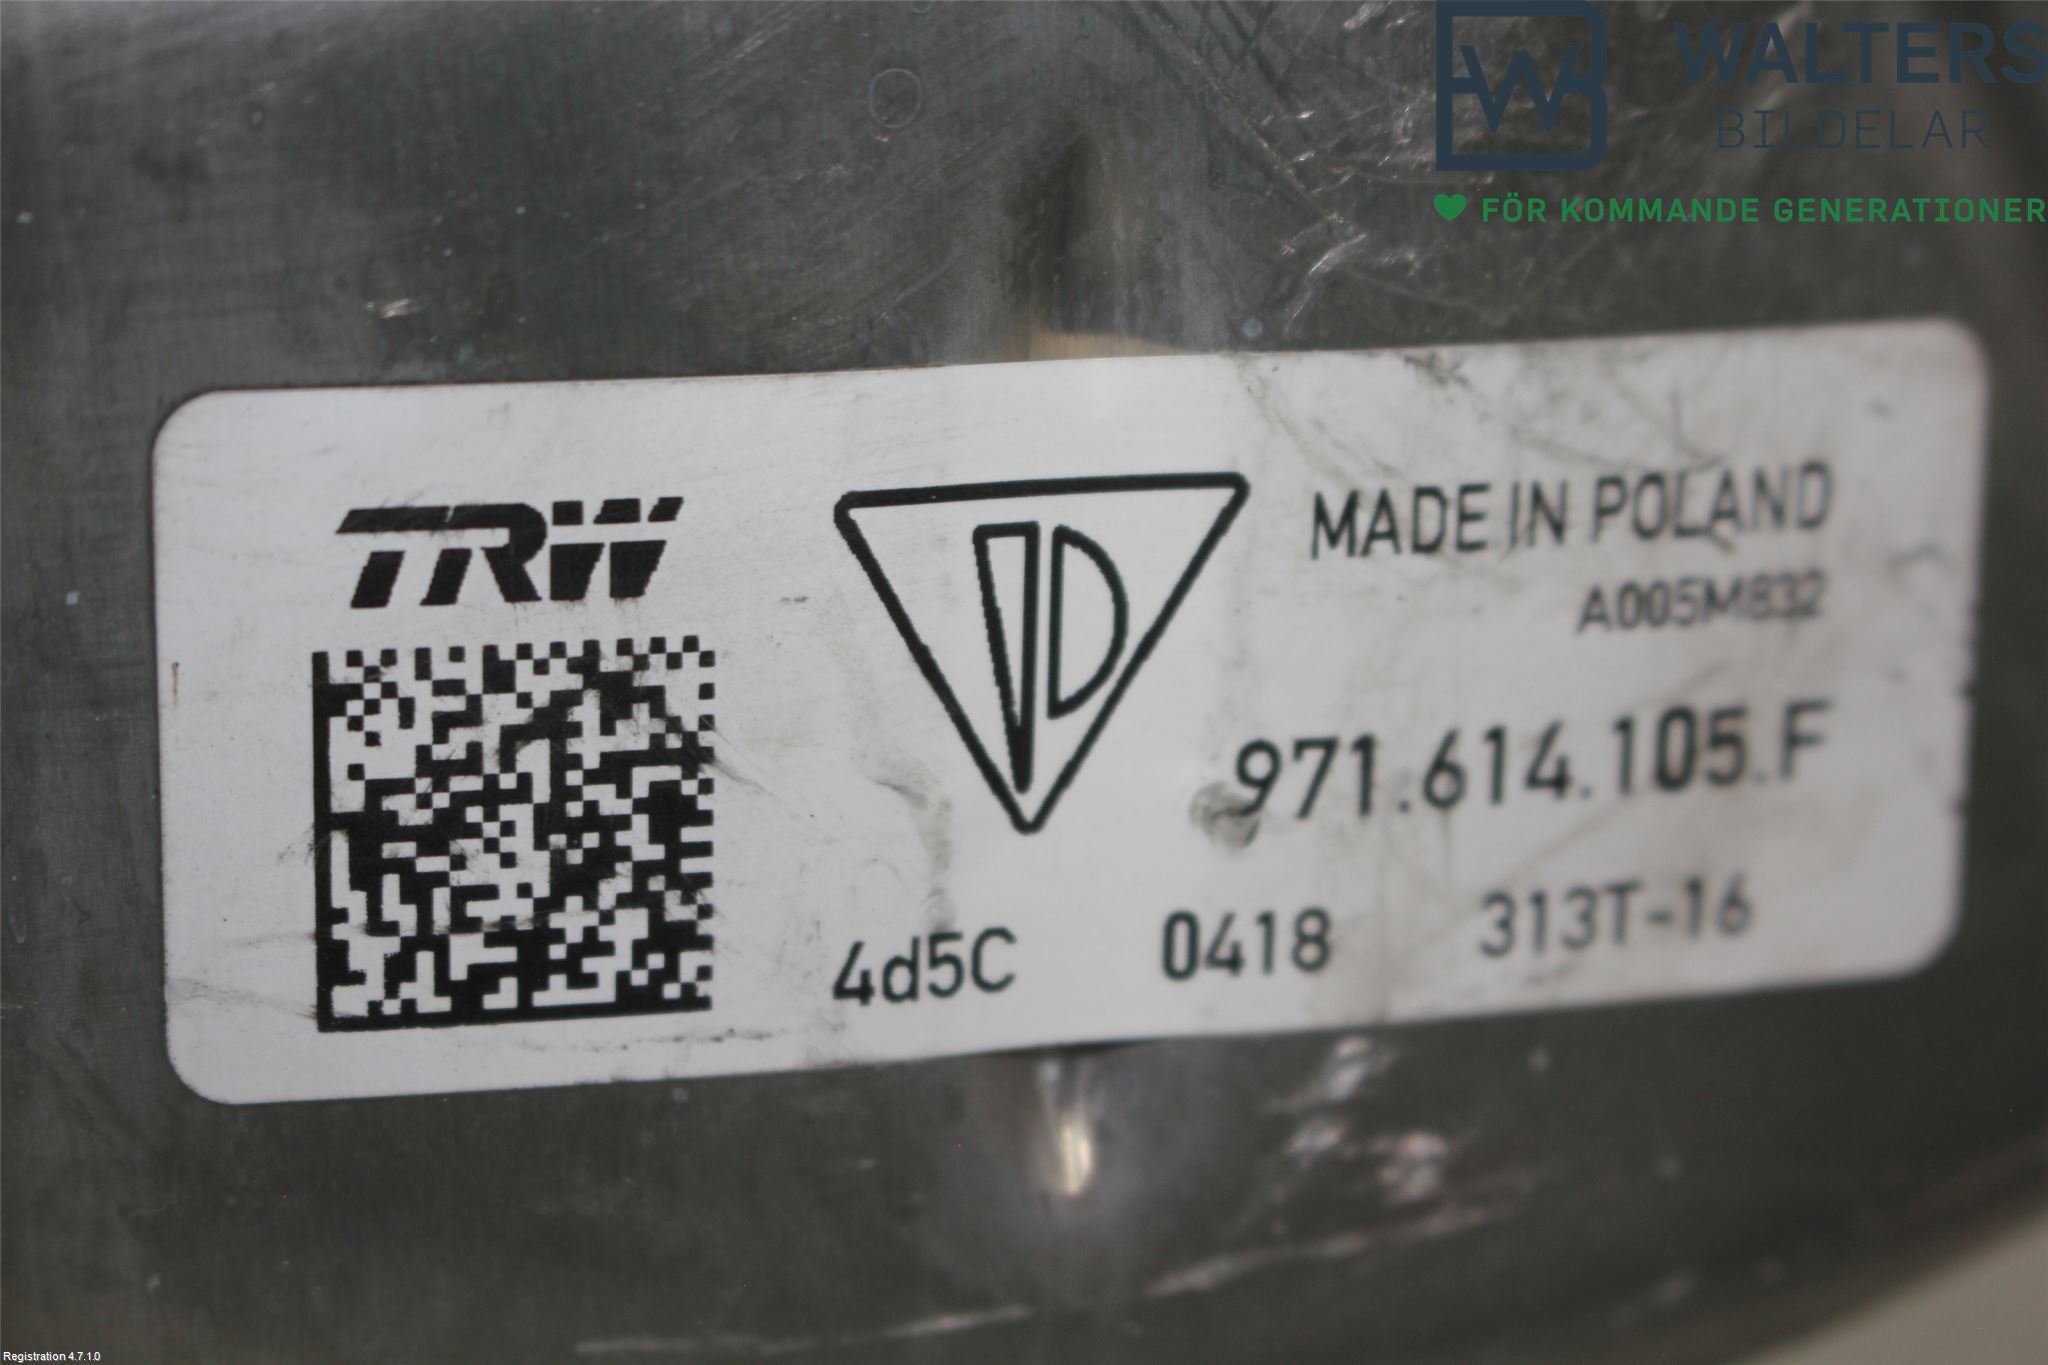 WALTERS
BILDELAR
FÖR KOMMANDE GENERATIONER
TRW
MADE IN POLAND
A005M832
971.614.105.F
4d5C 0418 313T-16
Registration 4.7.1.0